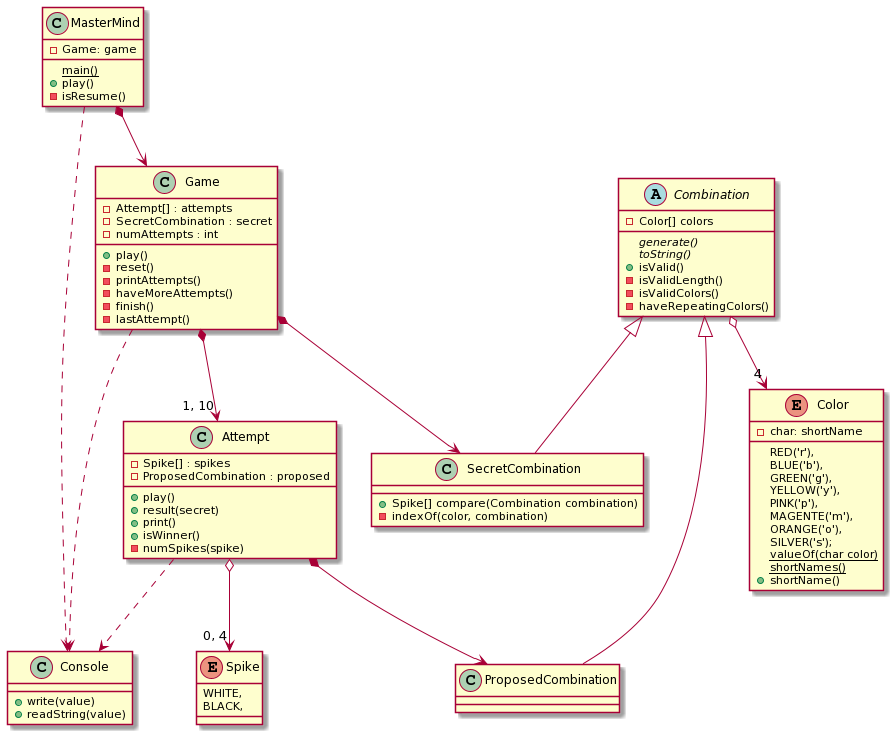 C MasterMind
Game: game
main()
play()
isResume()
C Game
Attempt[] : attempts
SecretCombination : secret
numAttempts : int
play()
reset()
printAttempts()
haveMoreAttempts()
finish()
lastAttempt()
A Combination
Color[] colors
generate()
toString()
isValid()
isValidLength()
isValidColors()
haveRepeatingColors()
4
1, 10
E Color
char: shortName
RED('r'),
BLUE('b'),
GREEN('g'),
YELLOW('y'),
PINK('p'),
MAGENTE('m'),
ORANGE('o'),
SILVER('s');
valueOf(char color)
shortNames()
shortName()
C Attempt
Spike[] : spikes
ProposedCombination : proposed
play()
result(secret)
print()
isWinner()
numSpikes(spike)
C SecretCombination
Spike[] compare(Combination combination)
indexOf(color, combination)
0, 4
C Console
write(value)
readString(value)
E Spike
WHITE,
BLACK,
C ProposedCombination